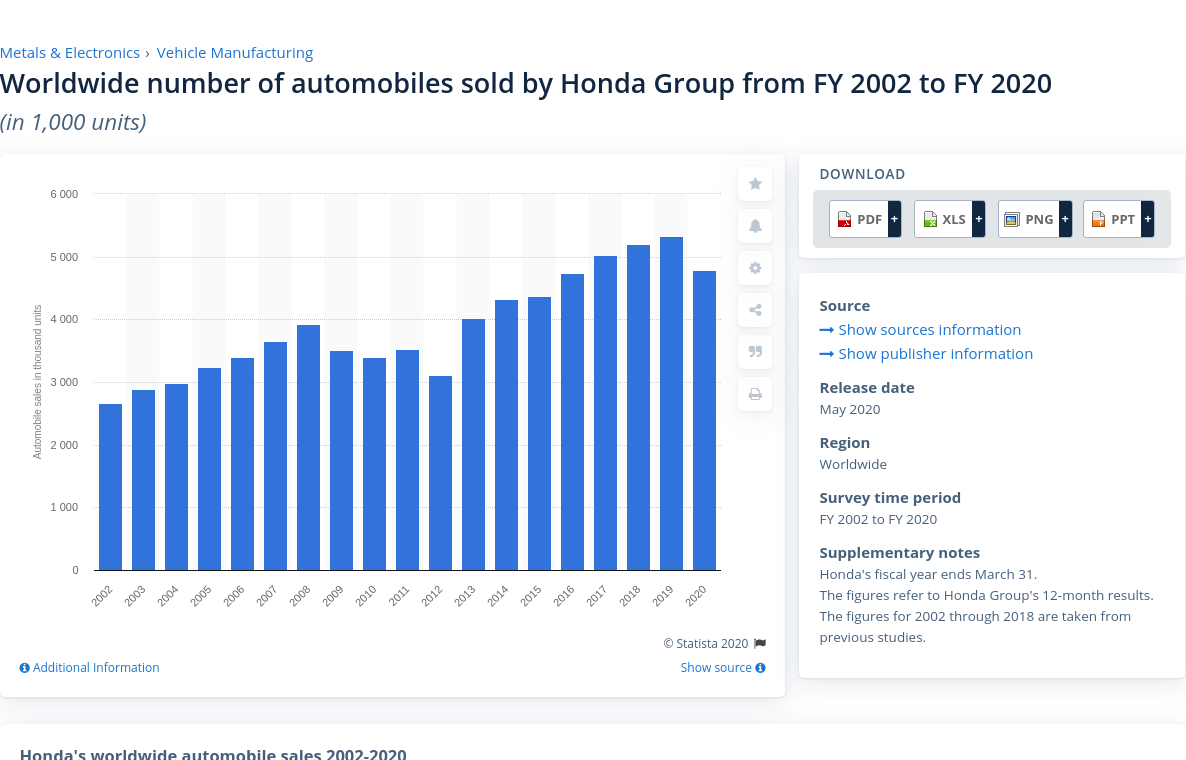 Metals & Electronics › Vehicle Manufacturing
Worldwide number of automobiles sold by Honda Group from FY 2002 to FY 2020
(in 1,000 units)
6 000
5 000
4 000
3 000
2 000
1 000
0
Automobile sales in thousand units
2002
2003
2004
2005
2006
2007
2008
2009
2010
2011
2012
2013
2014
2015
2016
2017
2018
2019
2020
© Statista 2020
Additional Information
Show source
DOWNLOAD
PDF + XLS + PNG + PPT +
Source
Show sources information
Show publisher information
Release date
May 2020
Region
Worldwide
Survey time period
FY 2002 to FY 2020
Supplementary notes
Honda's fiscal year ends March 31.
The figures refer to Honda Group's 12-month results.
The figures for 2002 through 2018 are taken from
previous studies.
Honda's worldwide automobile sales 2002-2020